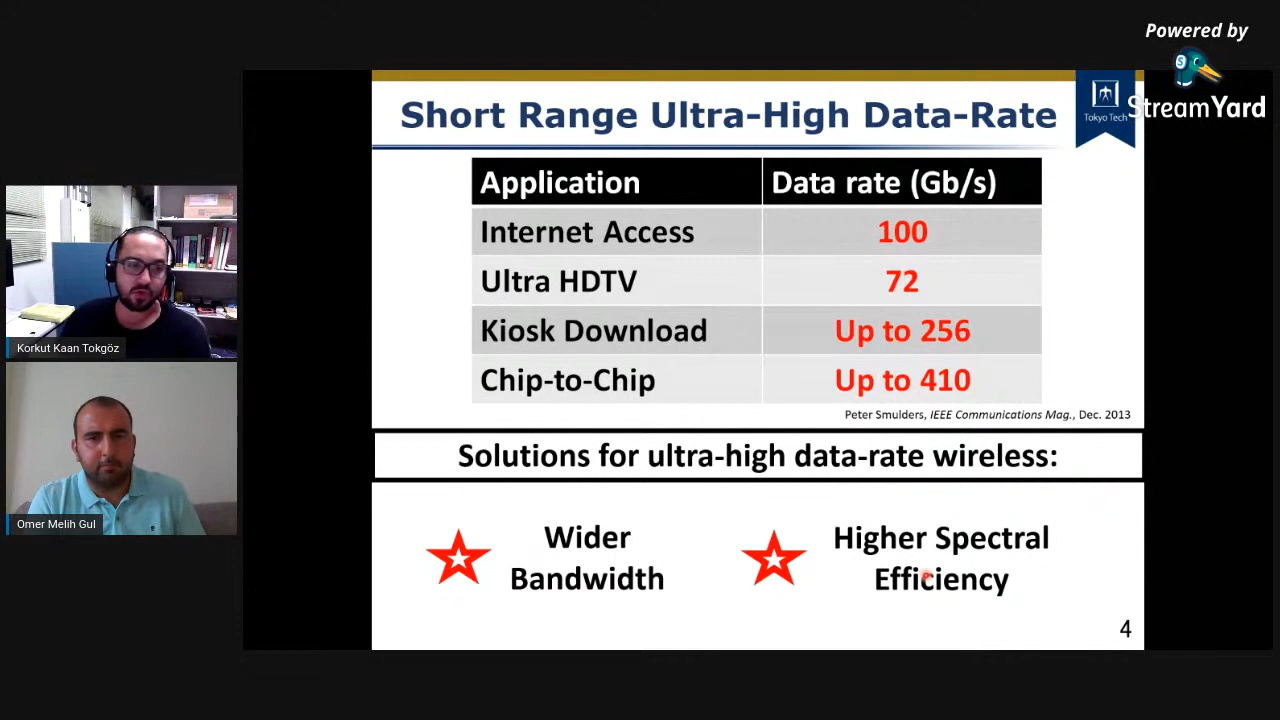 Powered by
StreamYard
Short Range Ultra-High Data-Rate
Tokyo Tech
Application Data rate (Gb/s)
Internet Access 100
Ultra HDTV 72
Kiosk Download Up to 256
Chip-to-Chip Up to 410
Peter Smulders, IEEE Communications Mag., Dec. 2013
Solutions for ultra-high data-rate wireless:
Wider
Bandwidth
Higher Spectral
Efficiency
4
Korkut Kaan Tokgöz
Omer Melih Gul